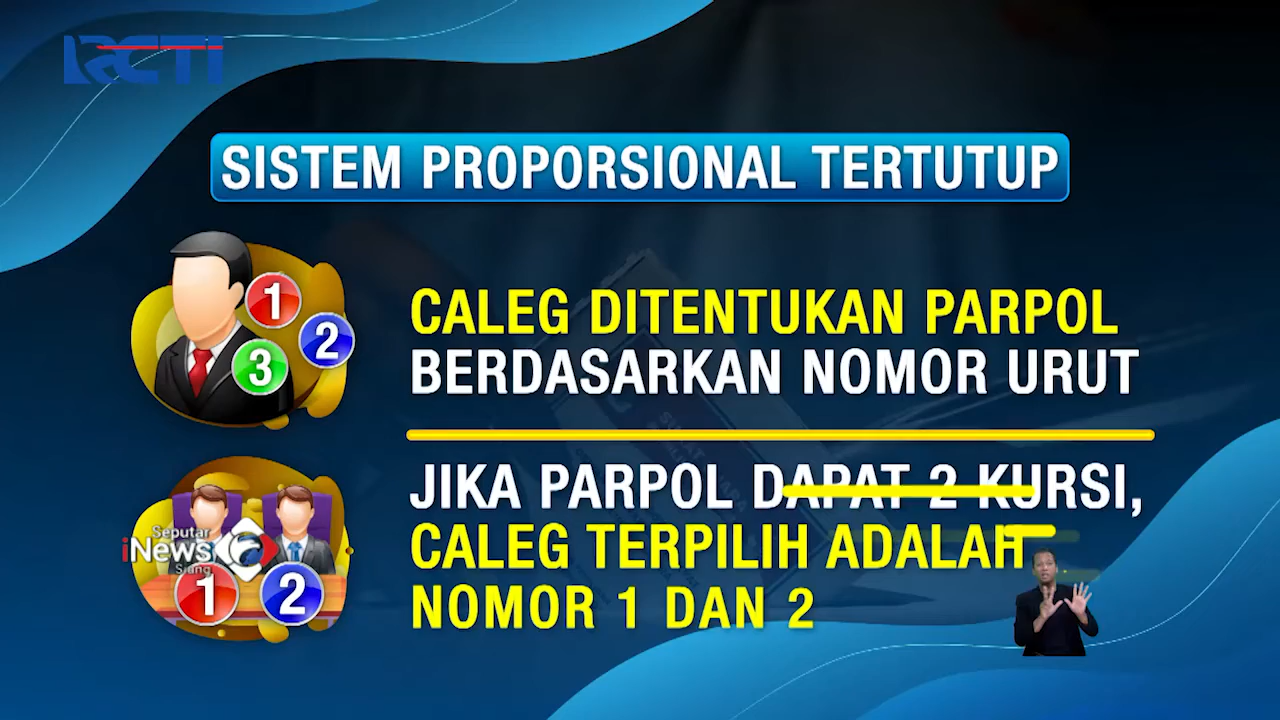 RCTI
SISTEM PROPORSIONAL TERTUTUP
1
2
3
CALEG DITENTUKAN PARPOL
BERDASARKAN NOMOR URUT
JIKA PARPOL DAPAT 2 KURSI,
CALEG TERPILIH ADALAH
NOMOR 1 DAN 2
Seputar
iNews
Siang
1
2